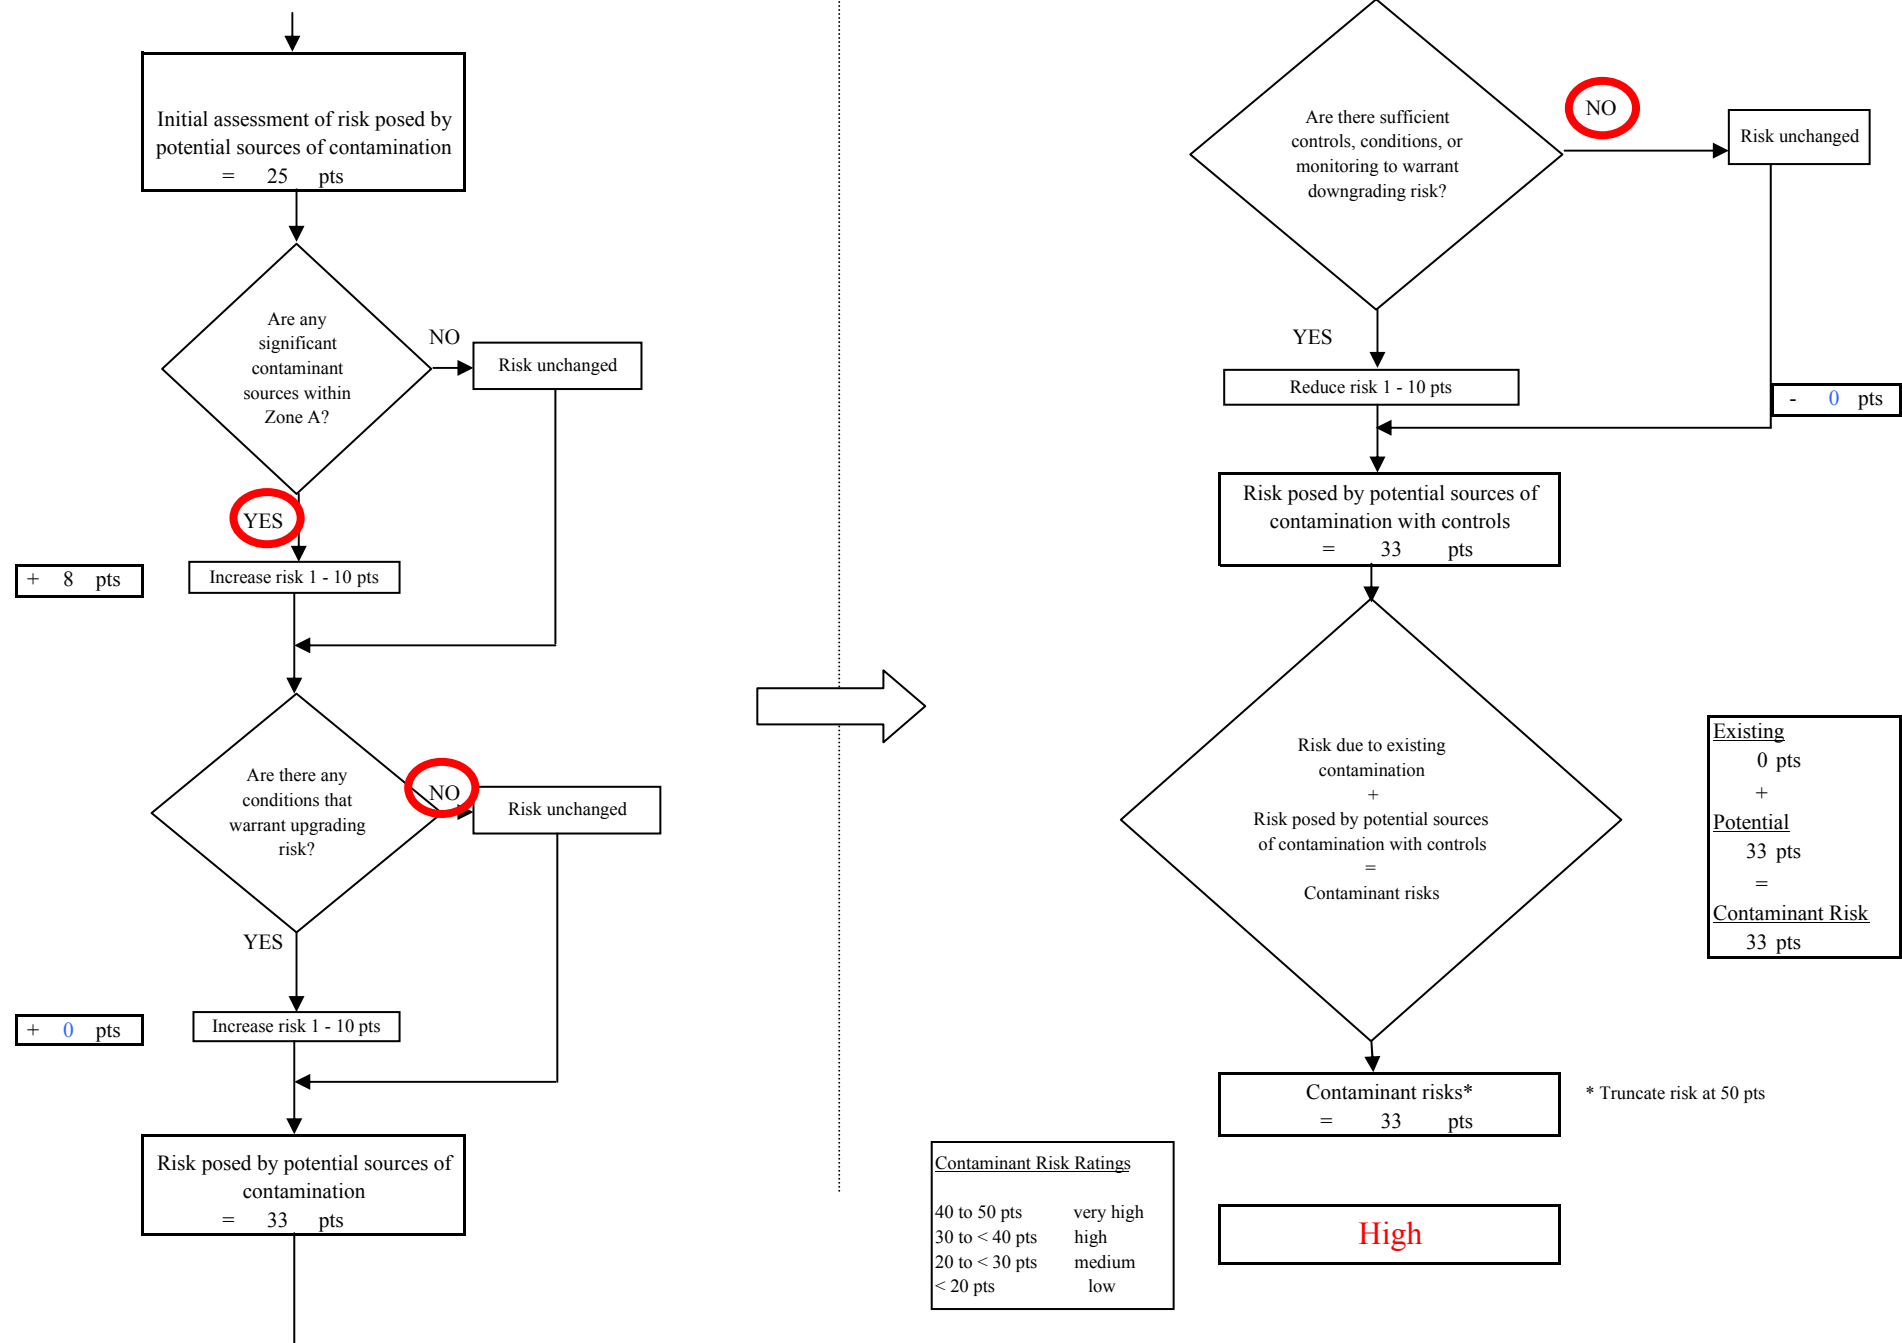 Initial assessment of risk posed by
potential sources of contamination
= 25 pts
Are any
significant
contaminant
sources within
Zone A?
NO
Risk unchanged
YES
+ 8 pts
Increase risk 1 - 10 pts
Are there any
conditions that
warrant upgrading
risk?
NO
Risk unchanged
YES
+ 0 pts
Increase risk 1 - 10 pts
Risk posed by potential sources of
contamination
= 33 pts
Are there sufficient
controls, conditions, or
monitoring to warrant
downgrading risk?
NO
Risk unchanged
YES
Reduce risk 1 - 10 pts
- 0 pts
Risk posed by potential sources of
contamination with controls
= 33 pts
Risk due to existing
contamination
+
Risk posed by potential sources
of contamination with controls
=
Contaminant risks
Existing
0 pts
+
Potential
33 pts
=
Contaminant Risk
33 pts
Contaminant risks*
= 33 pts
* Truncate risk at 50 pts
Contaminant Risk Ratings
40 to 50 pts very high
30 to < 40 pts high
20 to < 30 pts medium
< 20 pts low
High